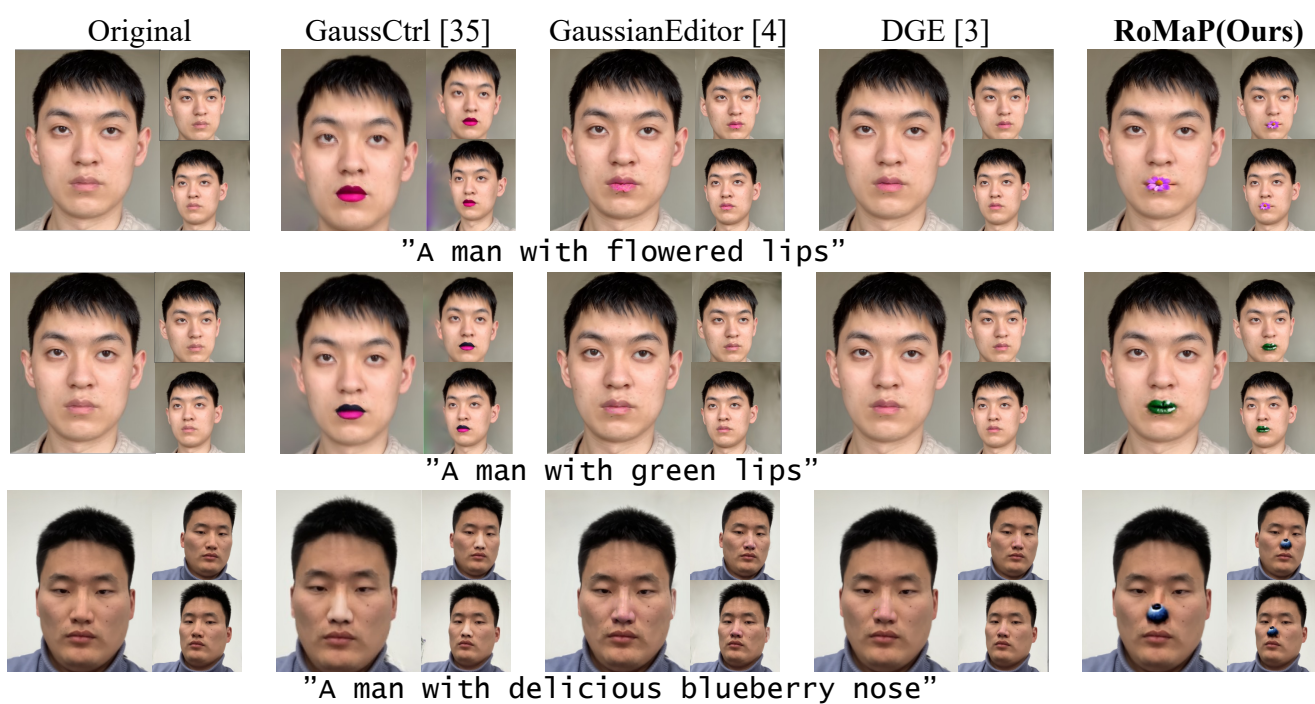 Original GaussCtrl [35] GaussianEditor [4] DGE [3] RoMaP(Ours)
”A man with flowered lips”
”A man with green lips”
”A man with delicious blueberry nose”